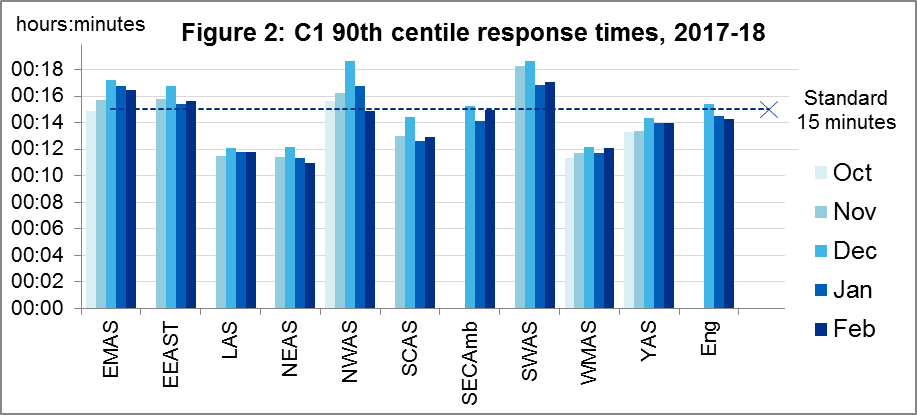 hours:minutes
Figure 2: C1 90th centile response times, 2017-18
00:18
00:16
00:14
00:12
00:10
00:08
00:06
00:04
00:02
00:00
Standard
15 minutes
Oct
Nov
Dec
Jan
Feb
EMAS
EEAST
LAS
NEAS
NWAS
SCAS
SECAmb
SWAS
WMAS
YAS
Eng